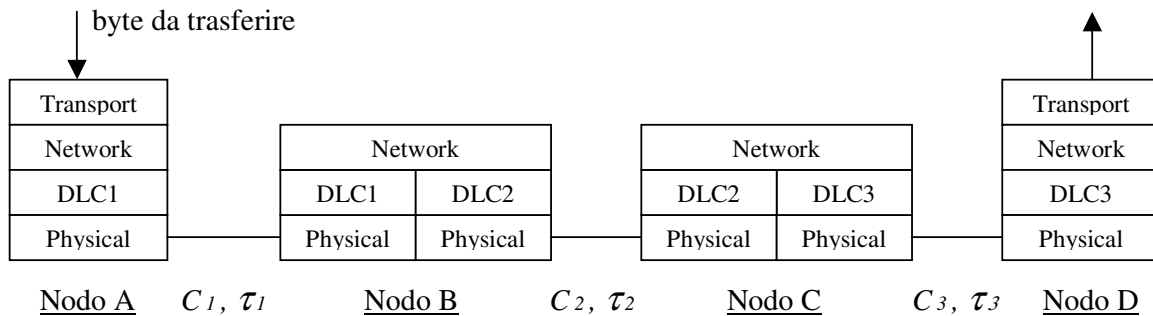 byte da trasferire
Transport Transport
Network Network Network Network
DLC1 DLC1 DLC2 DLC2 DLC3 DLC3
Physical Physical Physical Physical Physical Physical
Nodo A C1, τ1 Nodo B C2, τ2 Nodo C C3, τ3 Nodo D